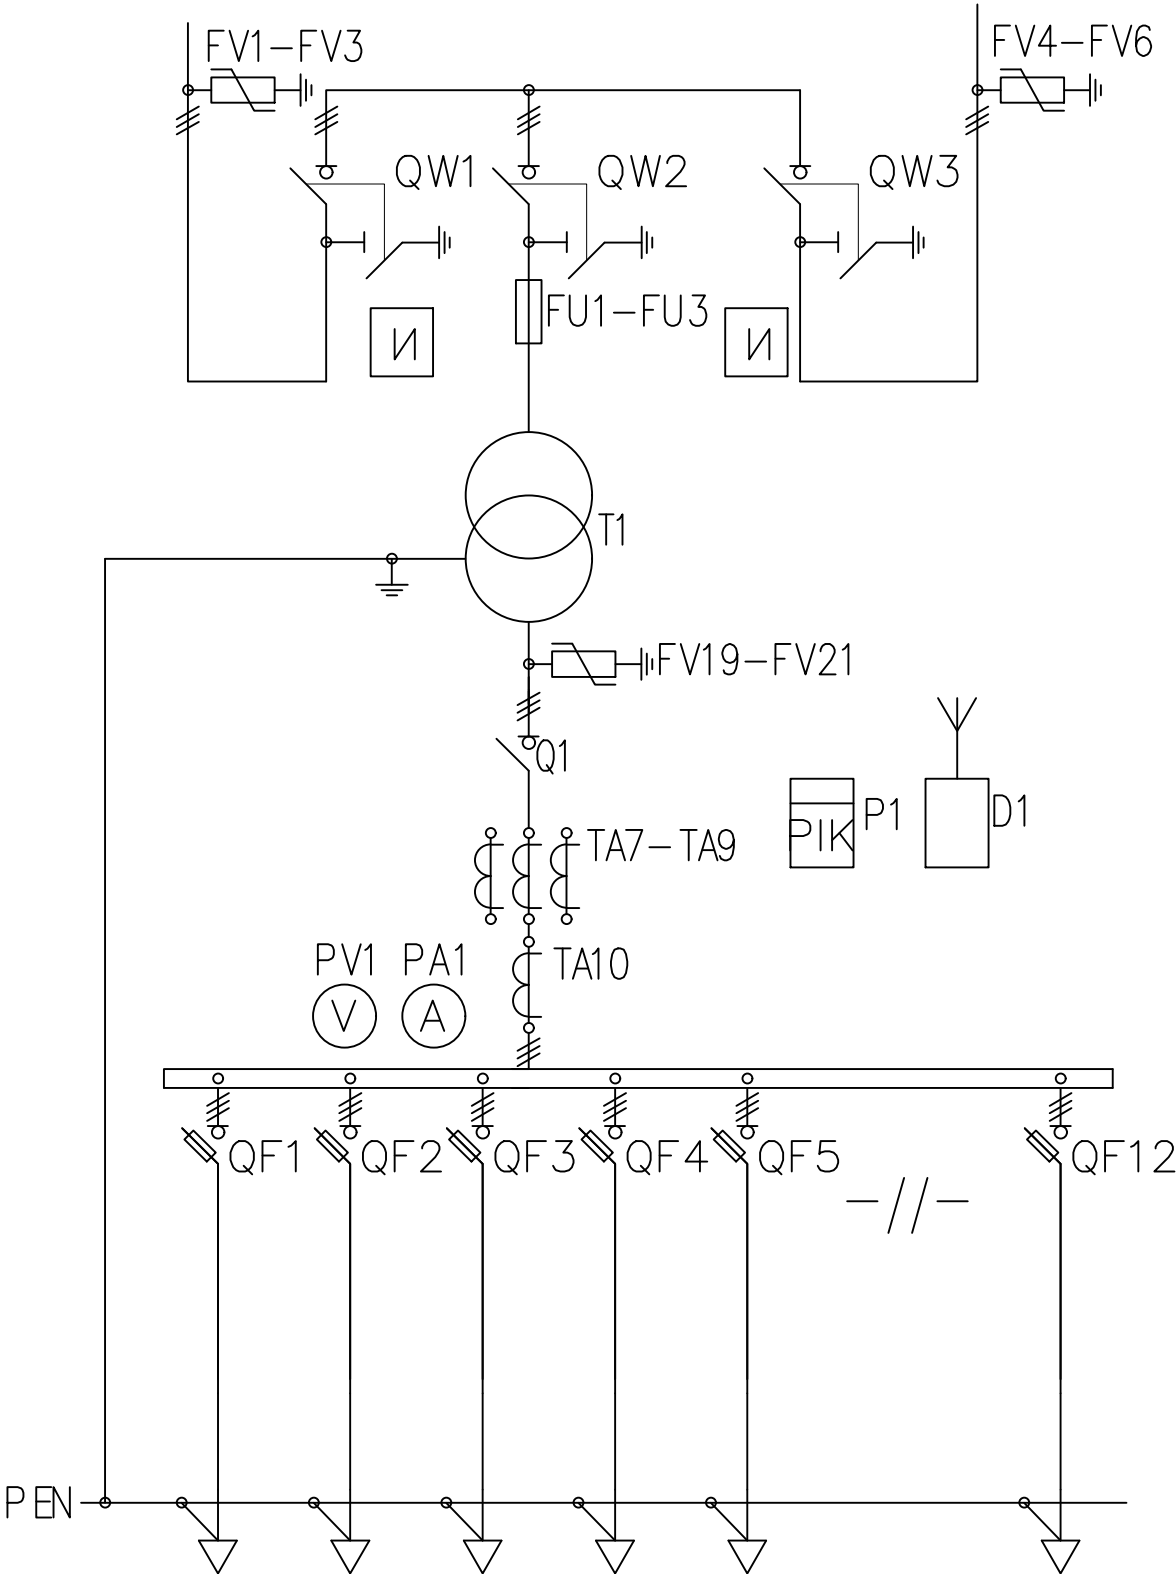 FV1-FV3
FV4-FV6
QW1
QW2
QW3
FU1-FU3
И
И
T1
FV19-FV21
Q1
TA7-TA9
PIK
P1
D1
PV1
PA1
TA10
V
A
QF1
QF2
QF3
QF4
QF5
QF12
-//-
PEN